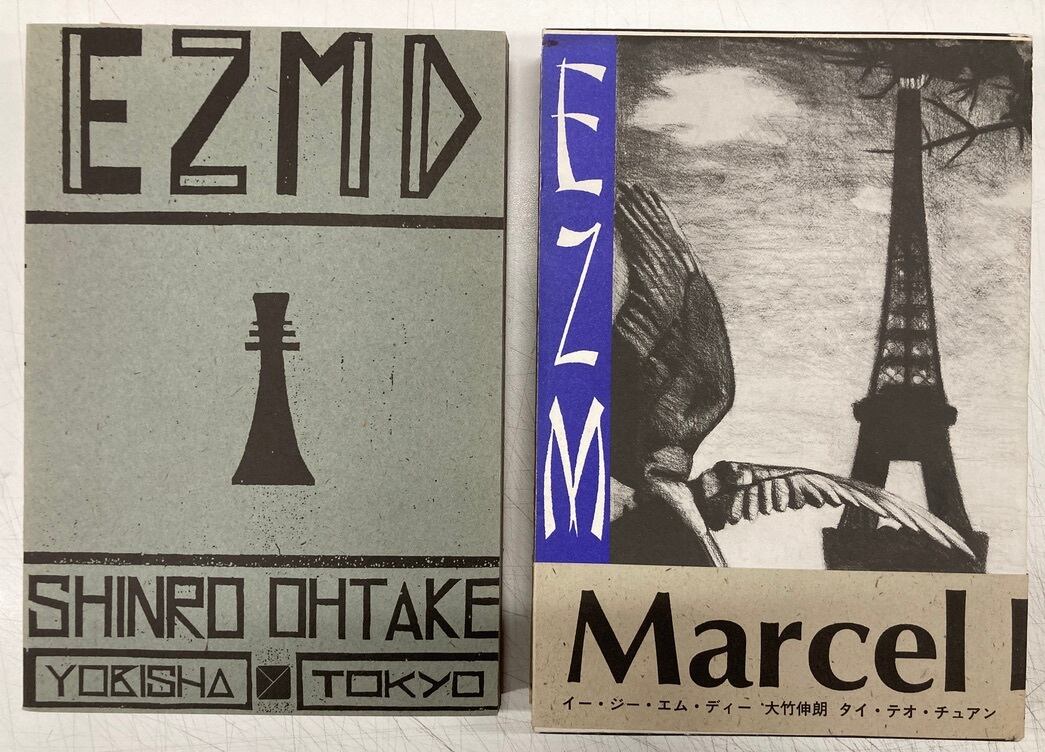 EZMD
SHINRO OHTAKE
YOBISHA TOKYO
EZM
Marcel
イー・ジー・エム・ディー 大竹伸朗 タイ・テオ・チュアン